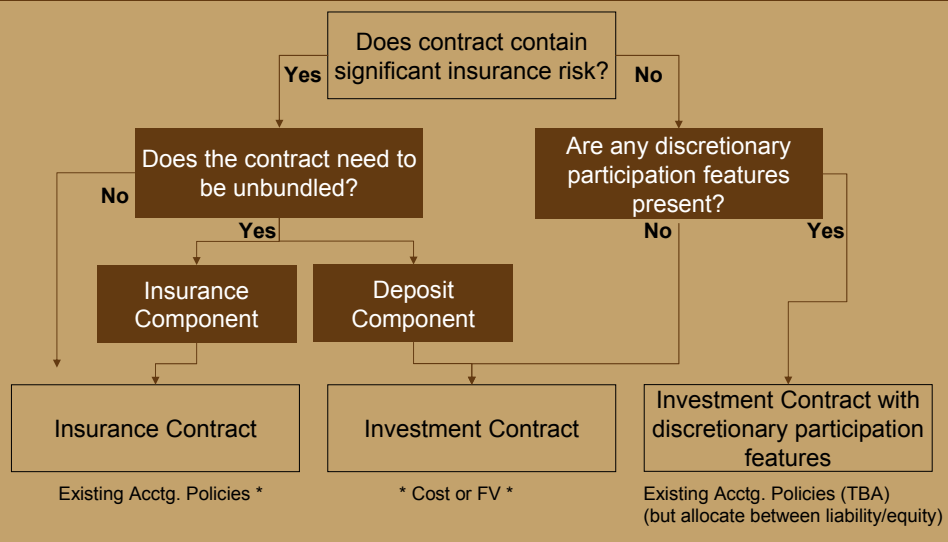 Does contract contain
significant insurance risk?
Yes
No
Does the contract need to
be unbundled?
Are any discretionary
participation features
present?
No
Yes
No
Yes
Insurance
Component
Deposit
Component
Insurance Contract
Investment Contract
Investment Contract with
discretionary participation
features
Existing Acctg. Policies *
* Cost or FV *
Existing Acctg. Policies (TBA)
(but allocate between liability/equity)